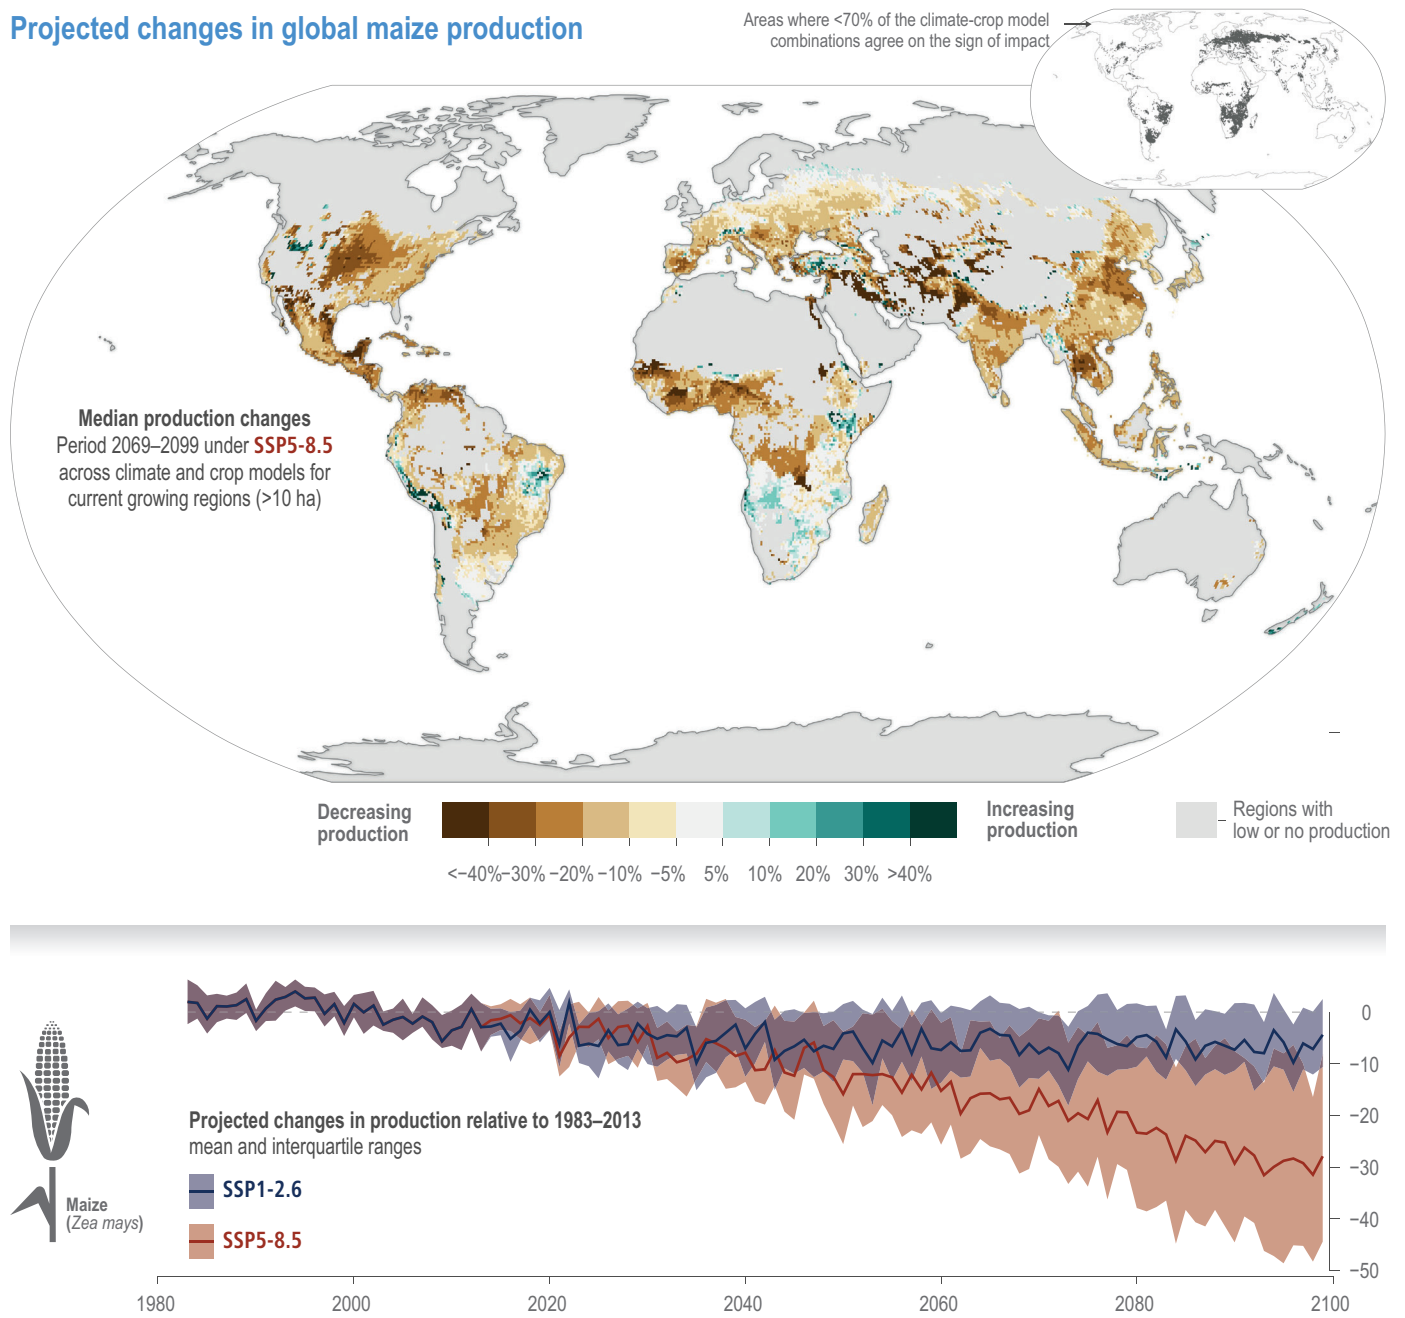 Projected changes in global maize production
Areas where <70% of the climate-crop model
combinations agree on the sign of impact
Median production changes
Period 2069–2099 under SSP5-8.5
across climate and crop models for
current growing regions (>10 ha)
Decreasing
production
<−40% −30% −20% −10% −5% 5% 10% 20% 30% >40%
Increasing
production
Regions with
low or no production
Projected changes in production relative to 1983–2013
mean and interquartile ranges
SSP1-2.6
SSP5-8.5
Maize
(Zea mays)
0
−10
−20
−30
−40
−50
1980 2000 2020 2040 2060 2080 2100